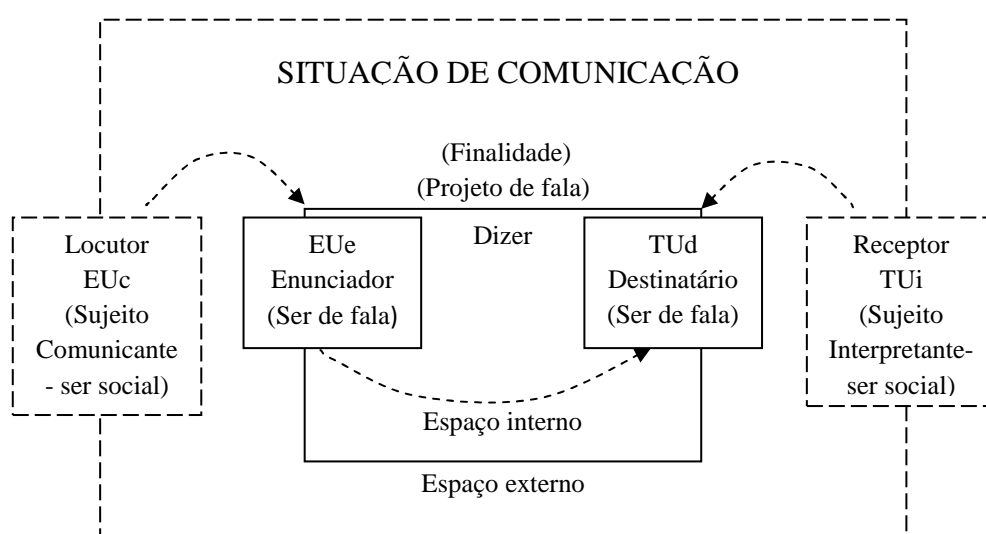 SITUAÇÃO DE COMUNICAÇÃO
(Finalidade)
(Projeto de fala)
Dizer
Locutor
EUc
(Sujeito
Comunicante
- ser social)
EUe
Enunciador
(Ser de fala)
TUd
Destinatário
(Ser de fala)
Receptor
TUi
(Sujeito
Interpretante-
ser social)
Espaço interno
Espaço externo